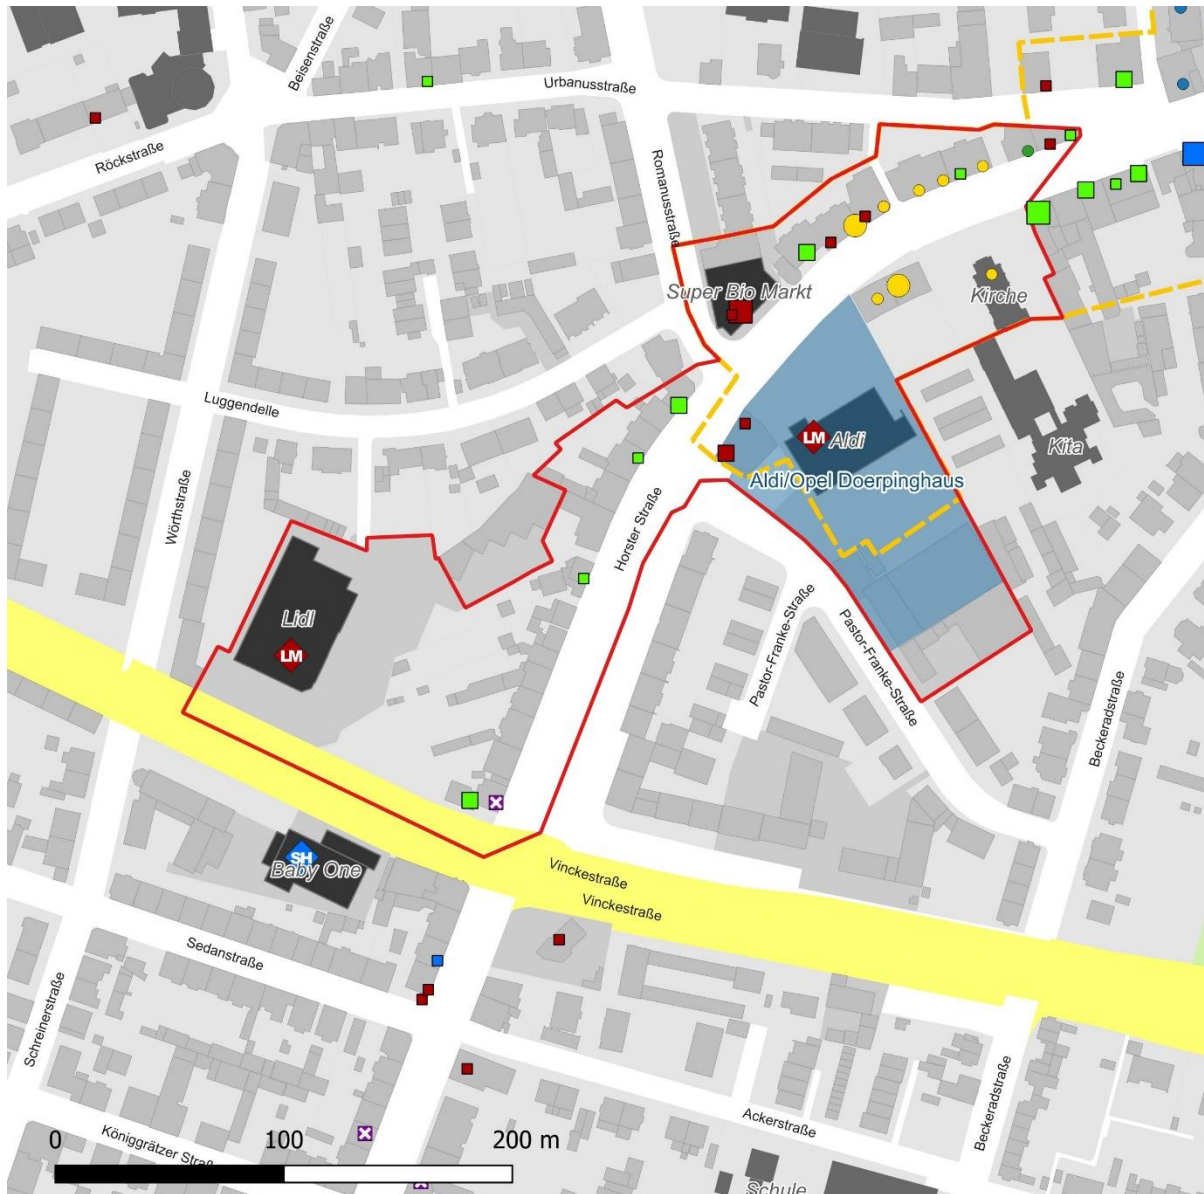 Beisenstraße
Urbanusstraße
Röckstraße
Romanusstraße
Super Bio Markt
Kirche
Luggendelle
LM
Aldi
Kita
Aldi/Opel Doerpinghaus
Wörthstraße
Horster Straße
Lidl
LM
Pastor-Franke-Straße
Pastor-Franke-Straße
Beckeradstraße
SH
Baby One
Vinckestraße
Vinckestraße
Sedanstraße
Schreinerstraße
Ackerstraße
Beckeradstraße
0 100 200 m
Königgrätzer Straß
Schule